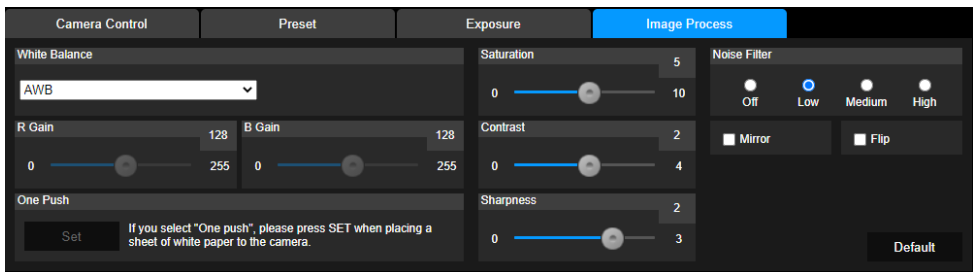 Camera Control
Preset
Exposure
Image Process
White Balance
AWB
R Gain
128
0
255
B Gain
128
0
255
One Push
Set
If you select "One push", please press SET when placing a
sheet of white paper to the camera.
Saturation
5
0
10
Contrast
2
0
4
Sharpness
2
0
3
Noise Filter
Off
Low
Medium
High
Mirror
Flip
Default